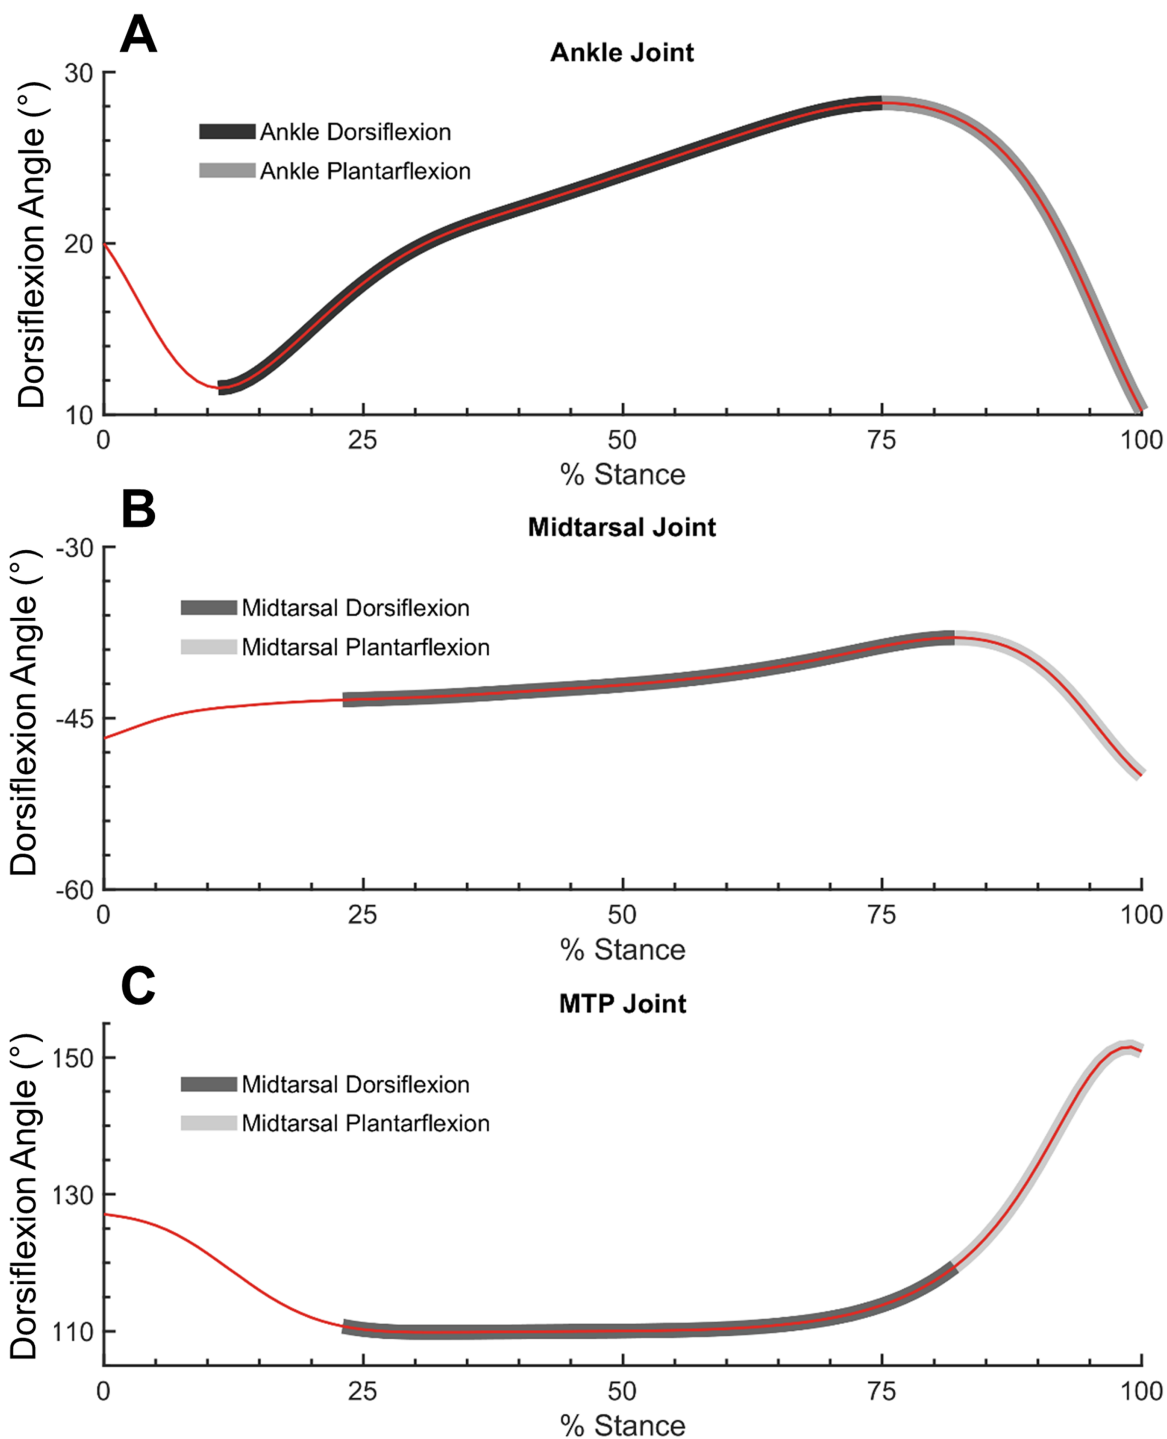 A
Ankle Joint
Dorsiflexion Angle (°)
30
20
10
Ankle Dorsiflexion
Ankle Plantarflexion
0 25 50 75 100
% Stance
B
Midtarsal Joint
Dorsiflexion Angle (°)
-30
-45
-60
Midtarsal Dorsiflexion
Midtarsal Plantarflexion
0 25 50 75 100
% Stance
C
MTP Joint
Dorsiflexion Angle (°)
150
130
110
Midtarsal Dorsiflexion
Midtarsal Plantarflexion
0 25 50 75 100
% Stance